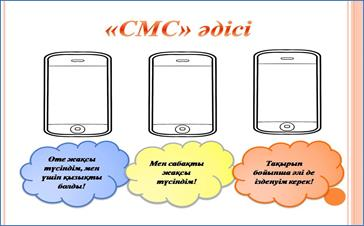 «СМС» әдісі
Өте жақсы
түсіндім, мен
үшін қызықты
болды!
Мен сабақты
жақсы
түсіндім!
Тақырып
бойынша әлі де
ізденуім керек!